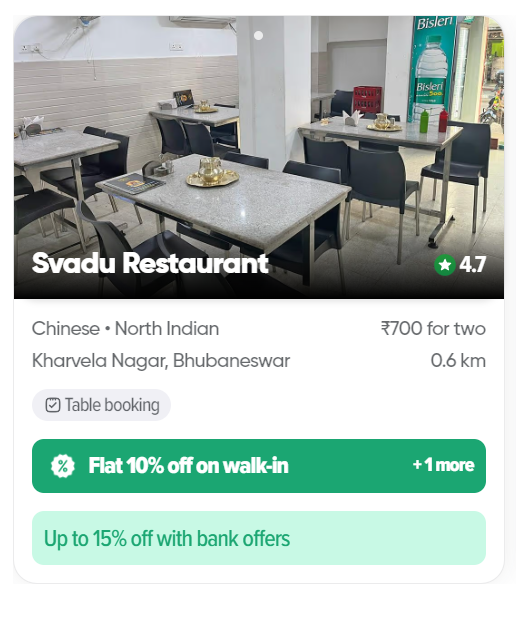 Bisleri
Bisleri
Svadu Restaurant
4.7
Chinese • North Indian
₹700 for two
Kharvela Nagar, Bhubaneswar
0.6 km
Table booking
Flat 10% off on walk-in
+ 1 more
Up to 15% off with bank offers